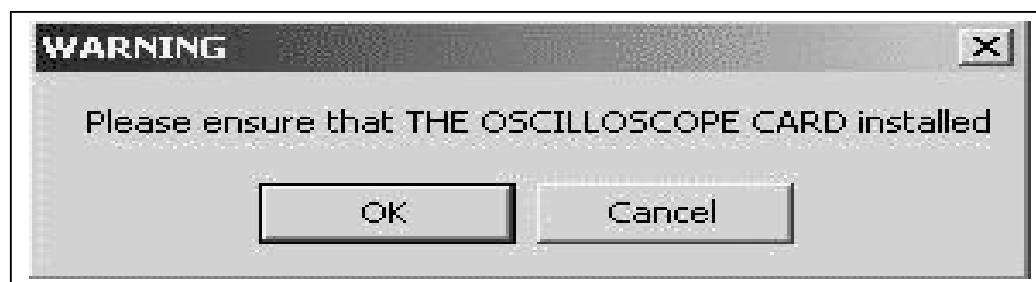 WARNING
Please ensure that THE OSCILLOSCOPE CARD installed
OK
Cancel